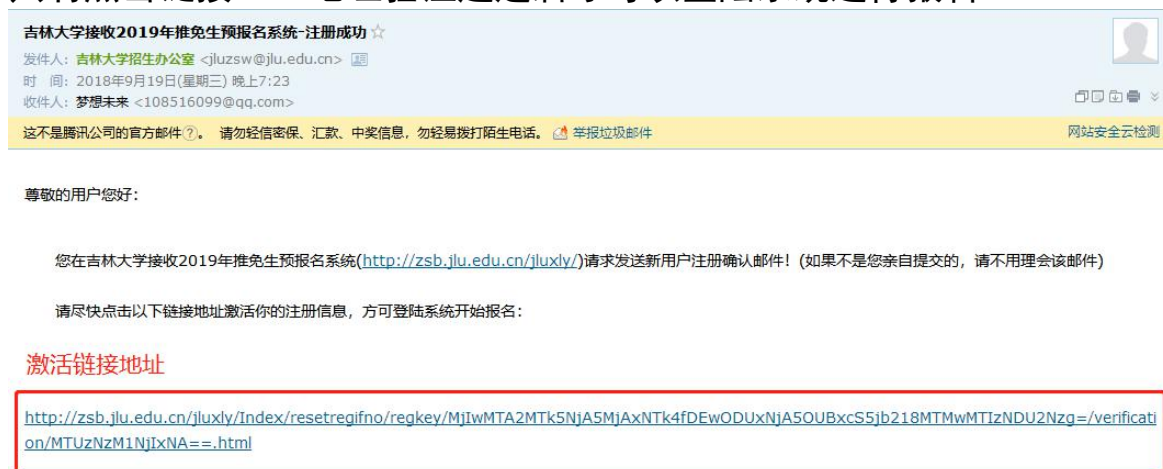 吉林大学接收2019年推免生预报名系统-注册成功
发件人：吉林大学招生办公室 <jluzsw@jlu.edu.cn>
时 间：2018年9月19日(星期三) 晚上7:23
收件人：梦想未来 <108516099@qq.com>
这不是腾讯公司的官方邮件?。 请勿轻信密保、汇款、中奖信息，勿轻易拨打陌生电话。 举报垃圾邮件 网站安全云检测
尊敬的用户您好：
您在吉林大学接收2019年推免生预报名系统(http://zsb.jlu.edu.cn/jluxly/)请求发送新用户注册确认邮件！(如果不是您亲自提交的，请不用理会该邮件)
请尽快点击以下链接地址激活你的注册信息，方可登陆系统开始报名：
激活链接地址
http://zsb.jlu.edu.cn/jluxly/Index/resetregifno/regkey/MjIwMTA2MTk5NjA5MjAxNTk4fDEwODUxNjA5OUBxcS5jb218MTMwMTIzNDU2Nzg=/verificati
on/MTUzNzM1NjIxNA==.html